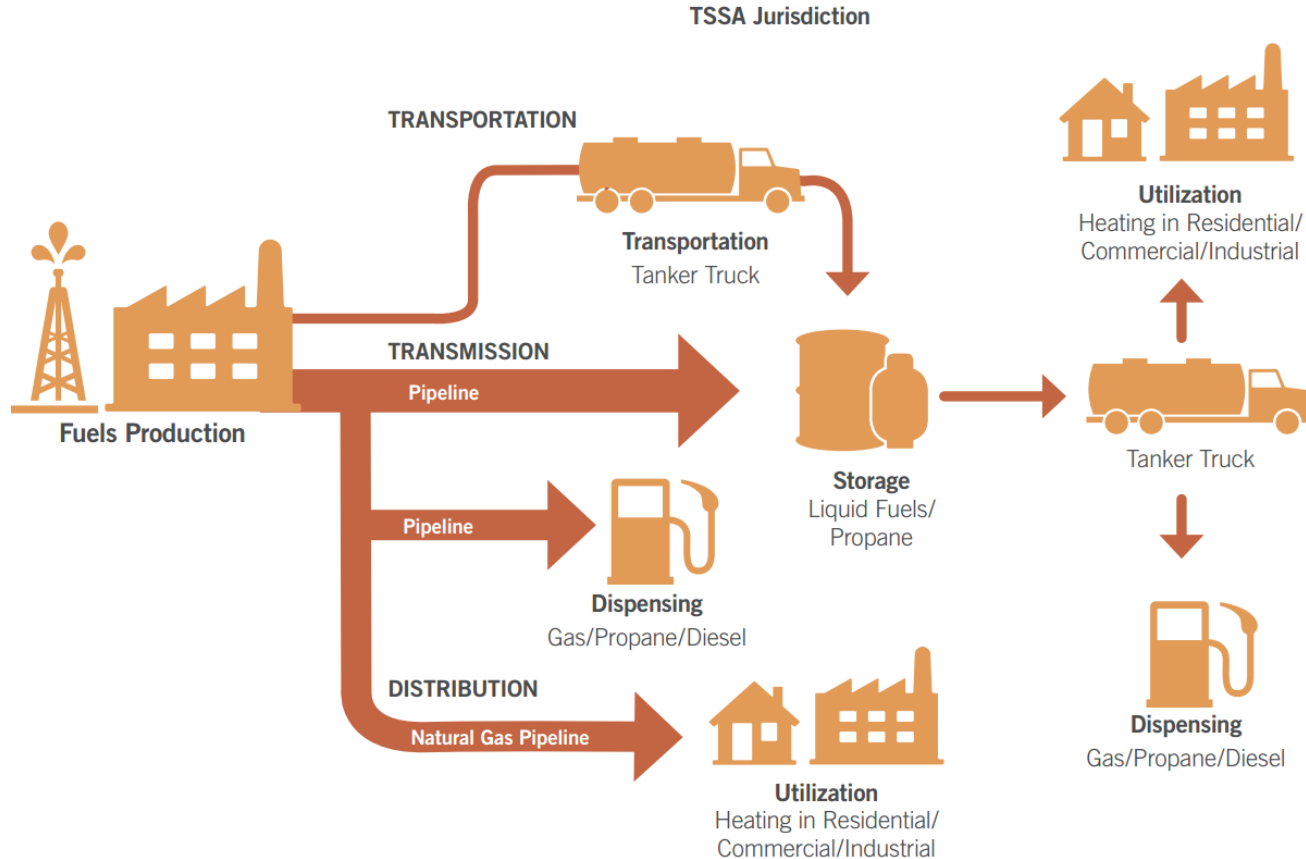 TSSA Jurisdiction
TRANSPORTATION
Transportation
Tanker Truck
Utilization
Heating in Residential/
Commercial/Industrial
Fuels Production
TRANSMISSION
Pipeline
Storage
Liquid Fuels/
Propane
Tanker Truck
Pipeline
Dispensing
Gas/Propane/Diesel
DISTRIBUTION
Natural Gas Pipeline
Utilization
Heating in Residential/
Commercial/Industrial
Dispensing
Gas/Propane/Diesel